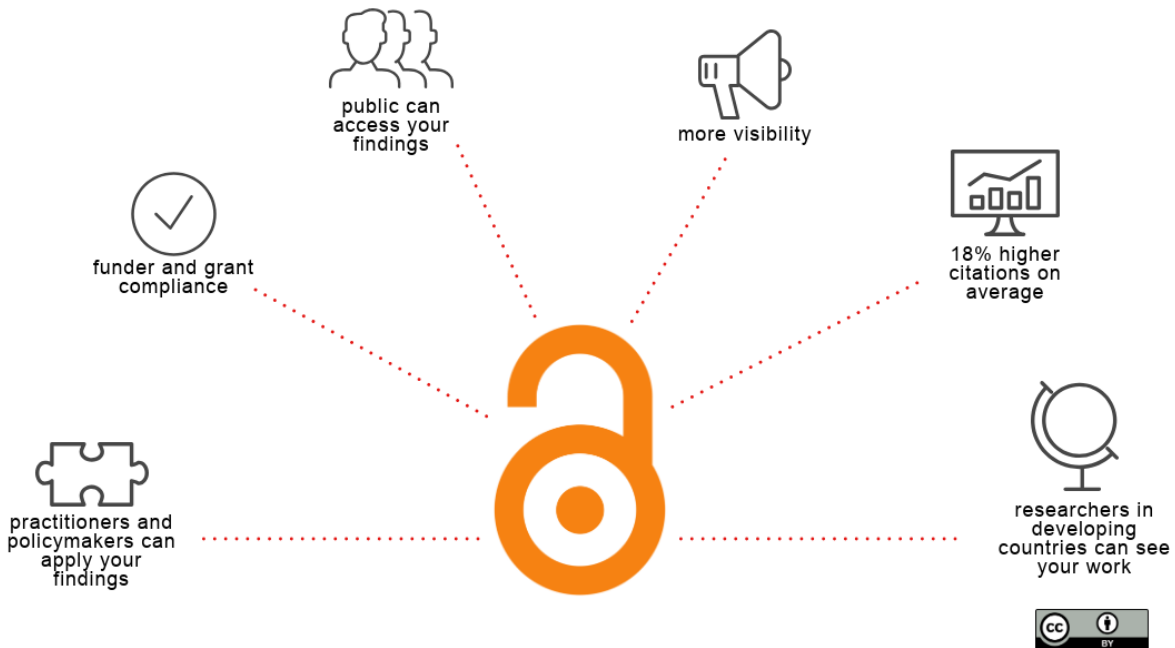 public can
access your
findings
more visibility
funder and grant
compliance
18% higher
citations on
average
practitioners and
policymakers can
apply your
findings
researchers in
developing
countries can see
your work
cc
BY